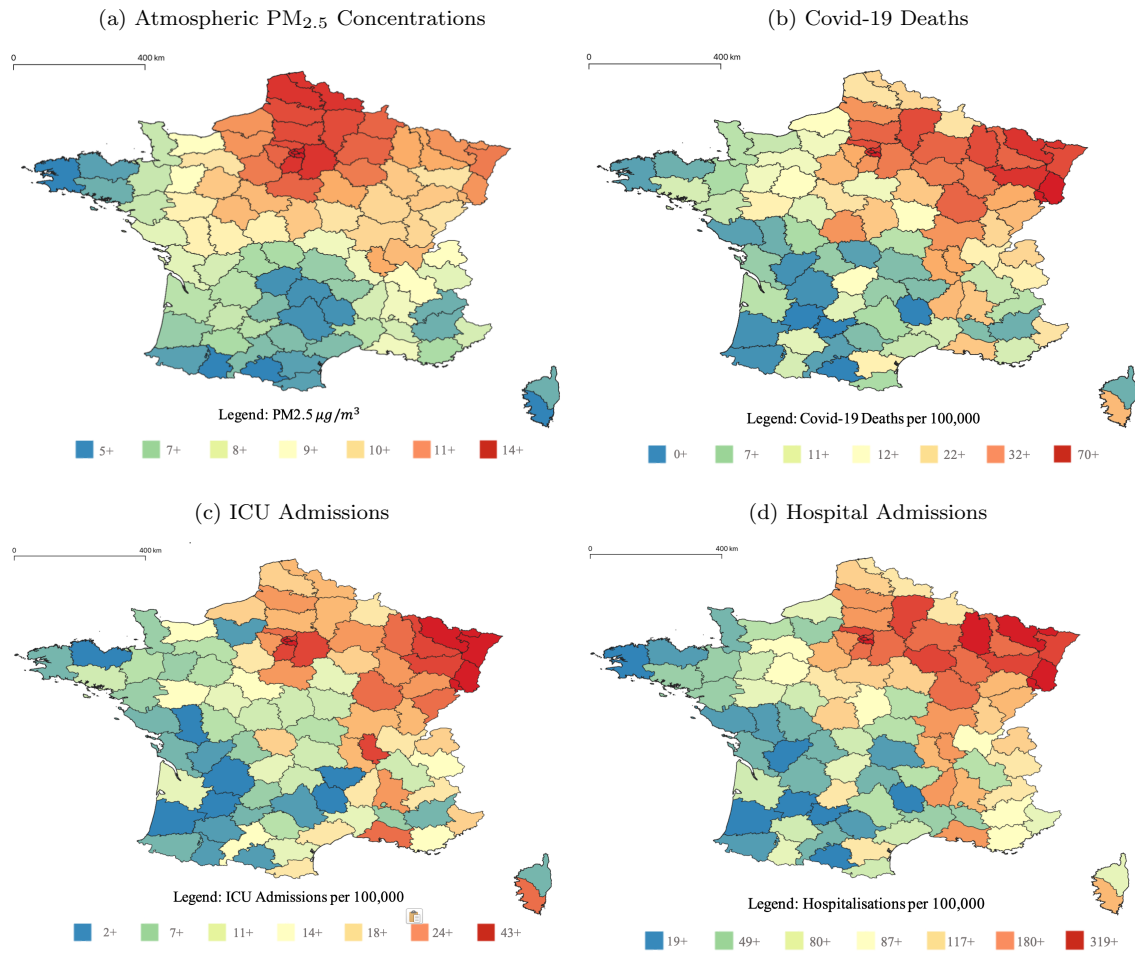 (a) Atmospheric PM2.5 Concentrations
0 400 km
Legend: PM2.5 μg/m³
5+ 7+ 8+ 9+ 10+ 11+ 14+
(b) Covid-19 Deaths
0 400 km
Legend: Covid-19 Deaths per 100,000
0+ 7+ 11+ 12+ 22+ 32+ 70+
(c) ICU Admissions
0 400 km
Legend: ICU Admissions per 100,000
2+ 7+ 11+ 14+ 18+ 24+ 43+
(d) Hospital Admissions
0 400 km
Legend: Hospitalisations per 100,000
19+ 49+ 80+ 87+ 117+ 180+ 319+